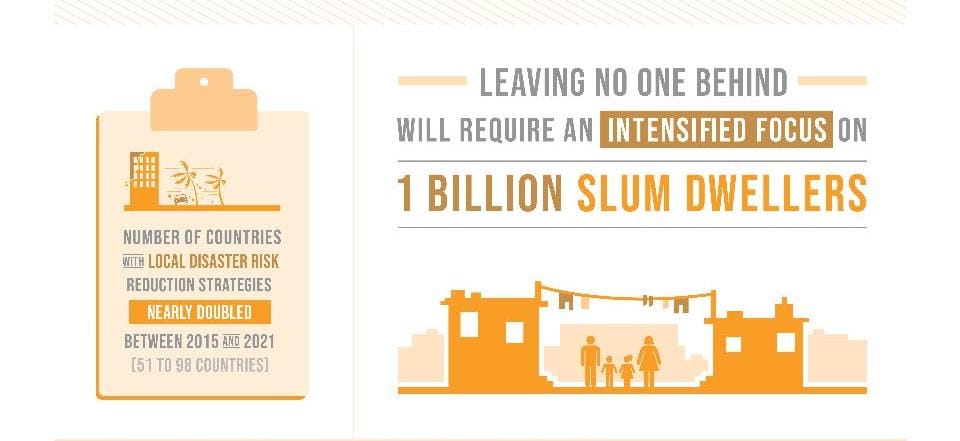 NUMBER OF COUNTRIES
WITH LOCAL DISASTER RISK
REDUCTION STRATEGIES
NEARLY DOUBLED
BETWEEN 2015 AND 2021
(51 TO 98 COUNTRIES)
LEAVING NO ONE BEHIND
WILL REQUIRE AN INTENSIFIED FOCUS ON
1 BILLION SLUM DWELLERS